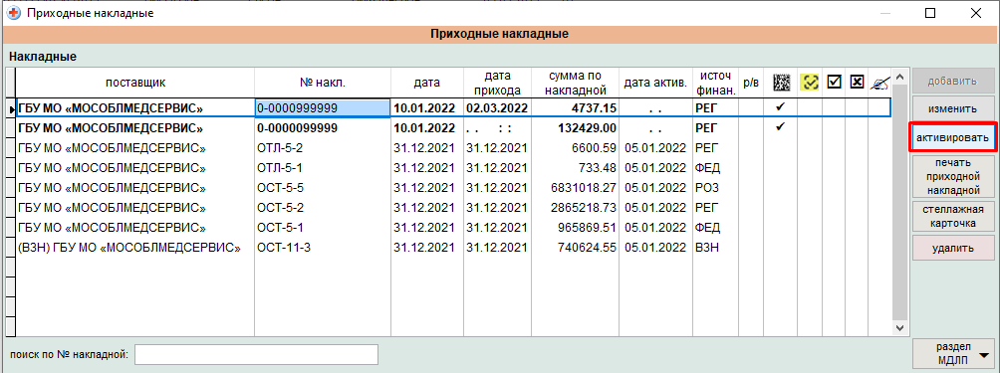 Приходные накладные
Приходные накладные
Накладные
поставщик № накл. дата дата прихода сумма по накладной дата актив. источ финан. р/в
ГБУ МО «МОСОБЛМЕДСЕРВИС» 0-0000999999 10.01.2022 02.03.2022 4737.15 . . РЕГ ✔
ГБУ МО «МОСОБЛМЕДСЕРВИС» 0-0000999999 10.01.2022 . . : : 132429.00 . . РЕГ ✔
ГБУ МО «МОСОБЛМЕДСЕРВИС» ОТЛ-5-2 31.12.2021 31.12.2021 6600.59 05.01.2022 РЕГ
ГБУ МО «МОСОБЛМЕДСЕРВИС» ОТЛ-5-1 31.12.2021 31.12.2021 733.48 05.01.2022 ФЕД
ГБУ МО «МОСОБЛМЕДСЕРВИС» ОСТ-5-5 31.12.2021 31.12.2021 6831018.27 05.01.2022 РОЗ
ГБУ МО «МОСОБЛМЕДСЕРВИС» ОСТ-5-2 31.12.2021 31.12.2021 2865218.73 05.01.2022 РЕГ
ГБУ МО «МОСОБЛМЕДСЕРВИС» ОСТ-5-1 31.12.2021 31.12.2021 965869.51 05.01.2022 ФЕД
(ВЗН) ГБУ МО «МОСОБЛМЕДСЕРВИС» ОСТ-11-3 31.12.2021 31.12.2021 740624.55 05.01.2022 ВЗН
добавить
изменить
активировать
печать
приходной
накладной
стеллажная
карточка
удалить
поиск по № накладной:
раздел
МДЛП